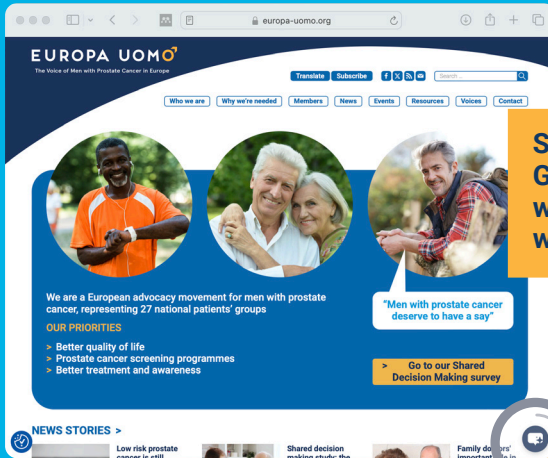 europa-uomo.org
EUROPA UOMO
The Voice of Men with Prostate Cancer in Europe
Translate Subscribe
Search ...
Who we are Why we're needed Members News Events Resources Voices Contact
We are a European advocacy movement for men with prostate
cancer, representing 27 national patients' groups
OUR PRIORITIES
> Better quality of life
> Prostate cancer screening programmes
> Better treatment and awareness
"Men with prostate cancer
deserve to have a say"
> Go to our Shared
Decision Making survey
NEWS STORIES >
Low risk prostate
cancer is still
Shared decision
making study: the
Family doctors'
important in